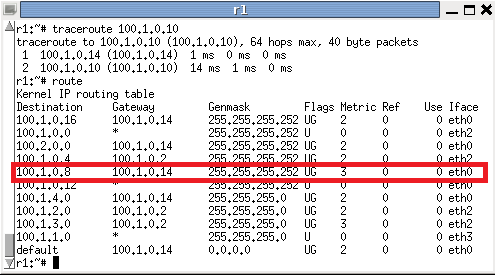 r1
r1:~# traceroute 100.1.0.10
traceroute to 100.1.0.10 (100.1.0.10), 64 hops max, 40 byte packets
1 100.1.0.14 (100.1.0.14) 1 ms 0 ms 0 ms
2 100.1.0.10 (100.1.0.10) 14 ms 1 ms 0 ms
r1:~# route
Kernel IP routing table
Destination Gateway Genmask Flags Metric Ref Use Iface
100.1.0.16 100.1.0.14 255.255.255.252 UG 2 0 0 eth0
100.1.0.0 * 255.255.255.252 U 0 0 0 eth2
100.2.0.0 100.1.0.14 255.255.255.252 UG 2 0 0 eth0
100.1.0.4 100.1.0.2 255.255.255.252 UG 2 0 0 eth2
100.1.0.8 100.1.0.14 255.255.255.252 UG 3 0 0 eth0
100.1.0.12 * 255.255.255.252 U 0 0 0 eth0
100.1.4.0 100.1.0.14 255.255.255.0 UG 2 0 0 eth0
100.1.2.0 100.1.0.2 255.255.255.0 UG 2 0 0 eth2
100.1.3.0 100.1.0.2 255.255.255.0 UG 3 0 0 eth2
100.1.1.0 * 255.255.255.0 U 0 0 0 eth3
default 100.1.0.14 0.0.0.0 UG 2 0 0 eth0
r1:~#